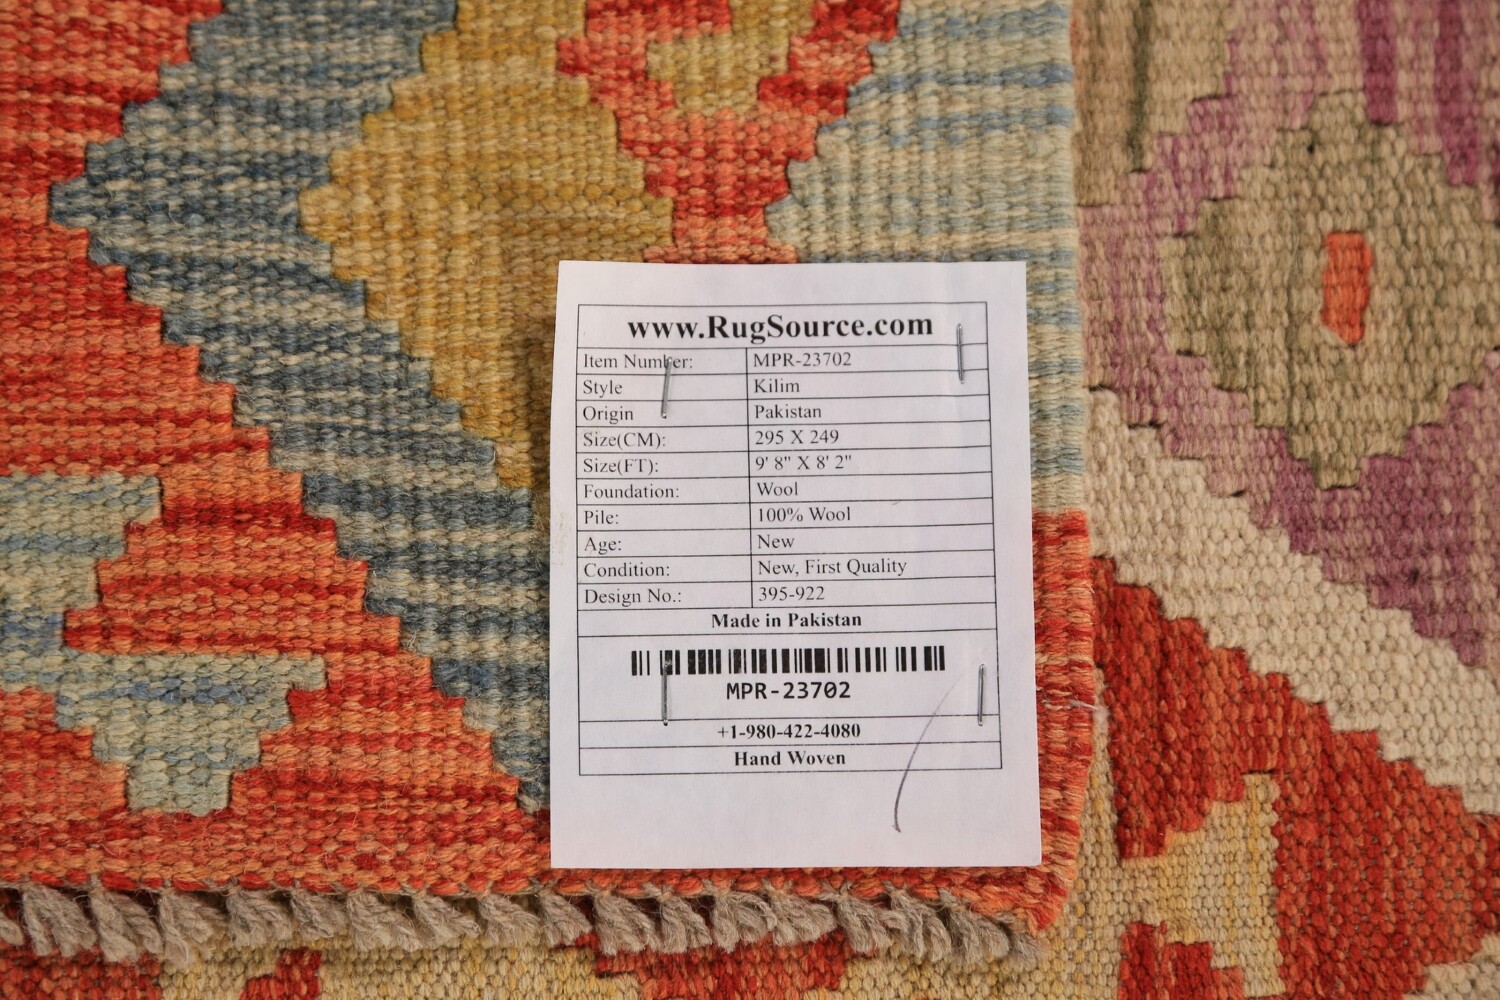 www.RugSource.com
Item Number: MPR-23702
Style Kilim
Origin Pakistan
Size(CM): 295 X 249
Size(FT): 9' 8" X 8' 2"
Foundation: Wool
Pile: 100% Wool
Age: New
Condition: New, First Quality
Design No.: 395-922
Made in Pakistan
MPR-23702
+1-980-422-4080
Hand Woven